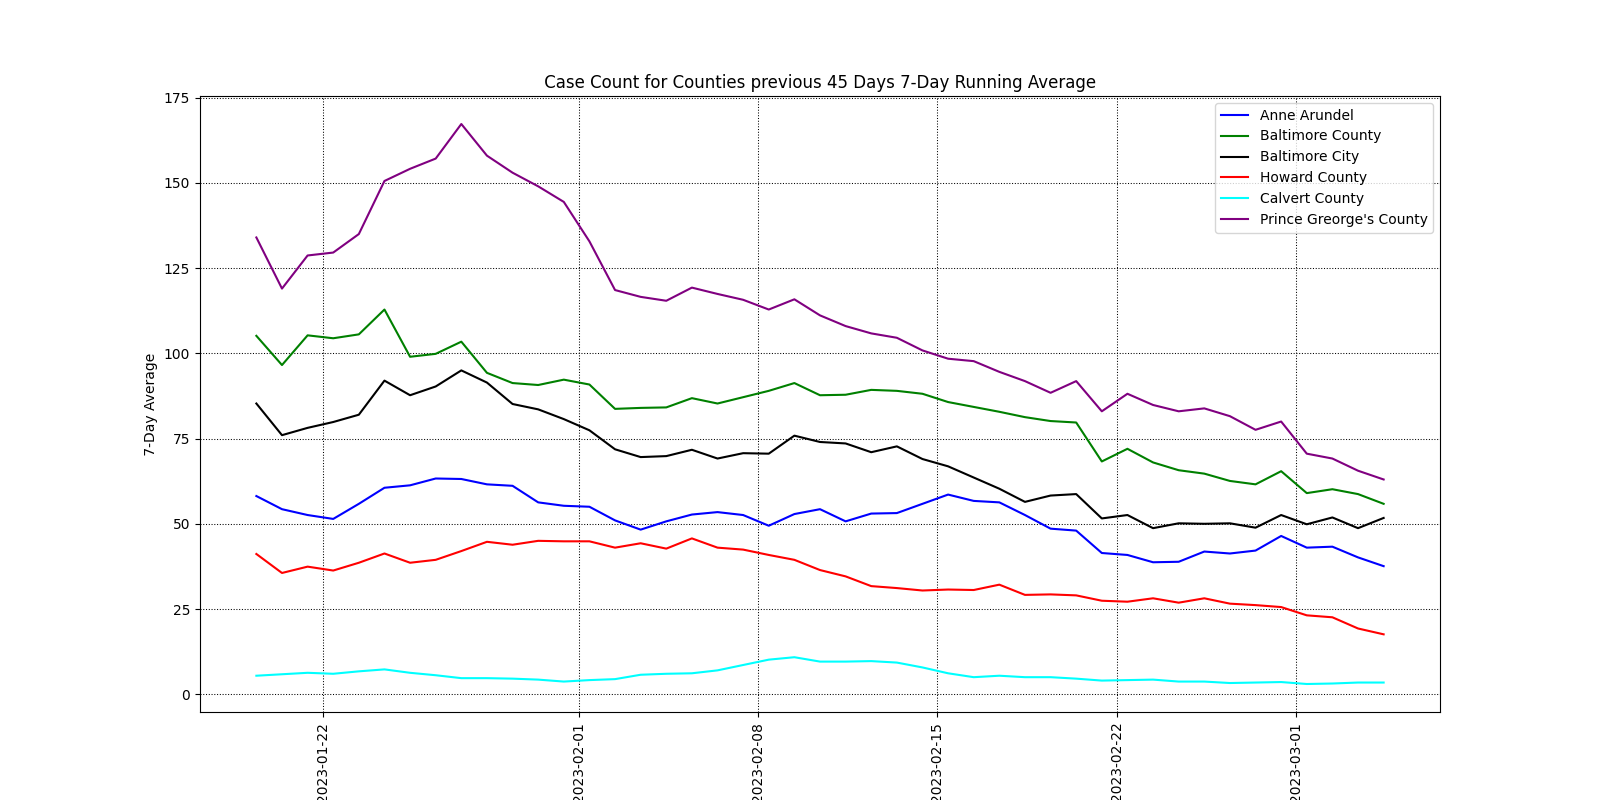 Case Count for Counties previous 45 Days 7-Day Running Average
175
150
125
100
75
50
25
0
7-Day Average
Anne Arundel
Baltimore County
Baltimore City
Howard County
Calvert County
Prince Greorge's County
2023-01-22
2023-02-01
2023-02-08
2023-02-15
2023-02-22
2023-03-01